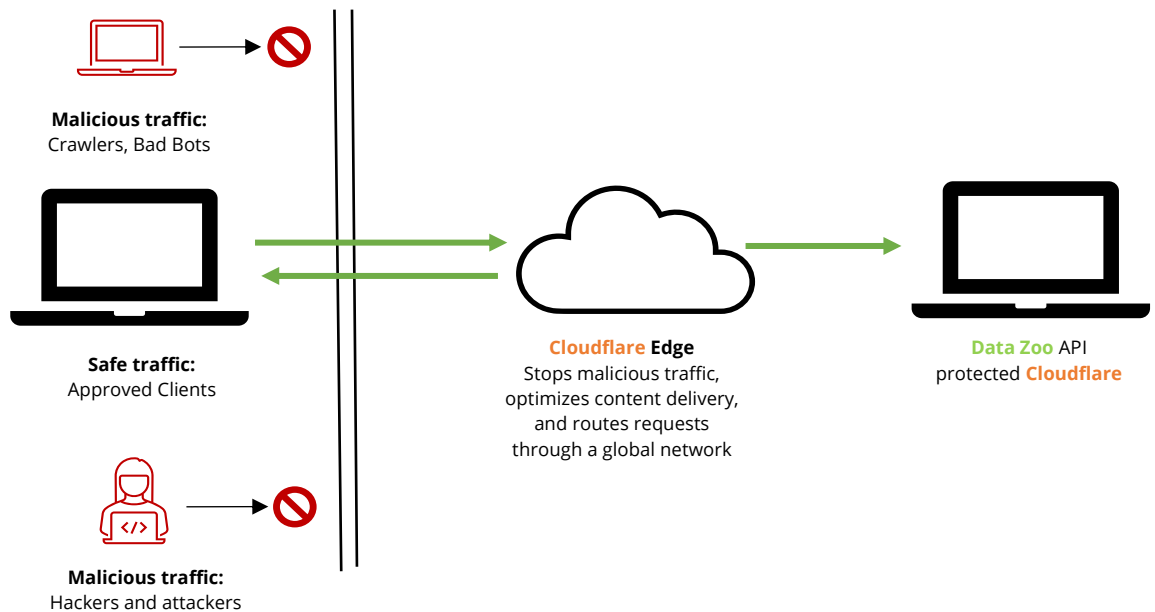 Malicious traffic:
Crawlers, Bad Bots
Safe traffic:
Approved Clients
Malicious traffic:
Hackers and attackers
Cloudflare Edge
Stops malicious traffic,
optimizes content delivery,
and routes requests
through a global network
Data Zoo API
protected Cloudflare